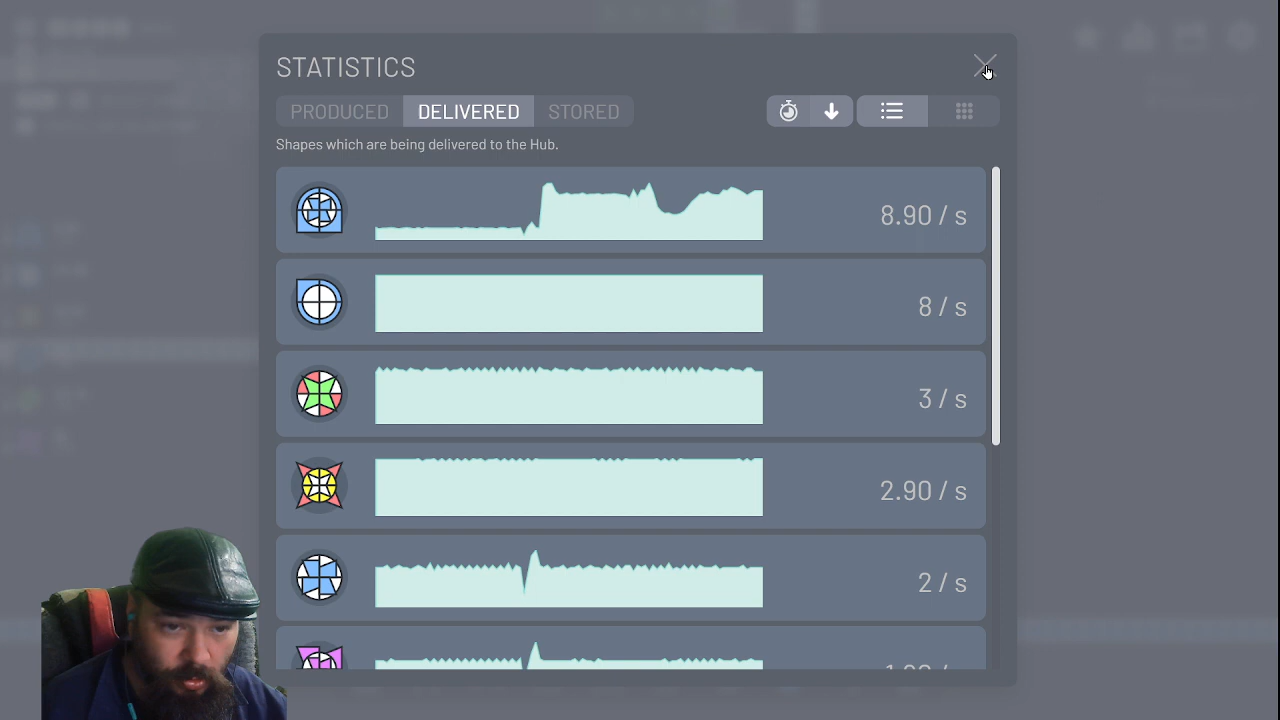 STATISTICS
PRODUCED DELIVERED STORED
Shapes which are being delivered to the Hub.
8.90 / s
8 / s
3 / s
2.90 / s
2 / s